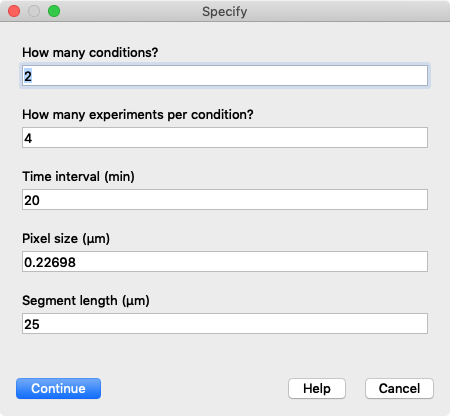 Specify
How many conditions?
2
How many experiments per condition?
4
Time interval (min)
20
Pixel size (µm)
0.22698
Segment length (µm)
25
Continue Help Cancel